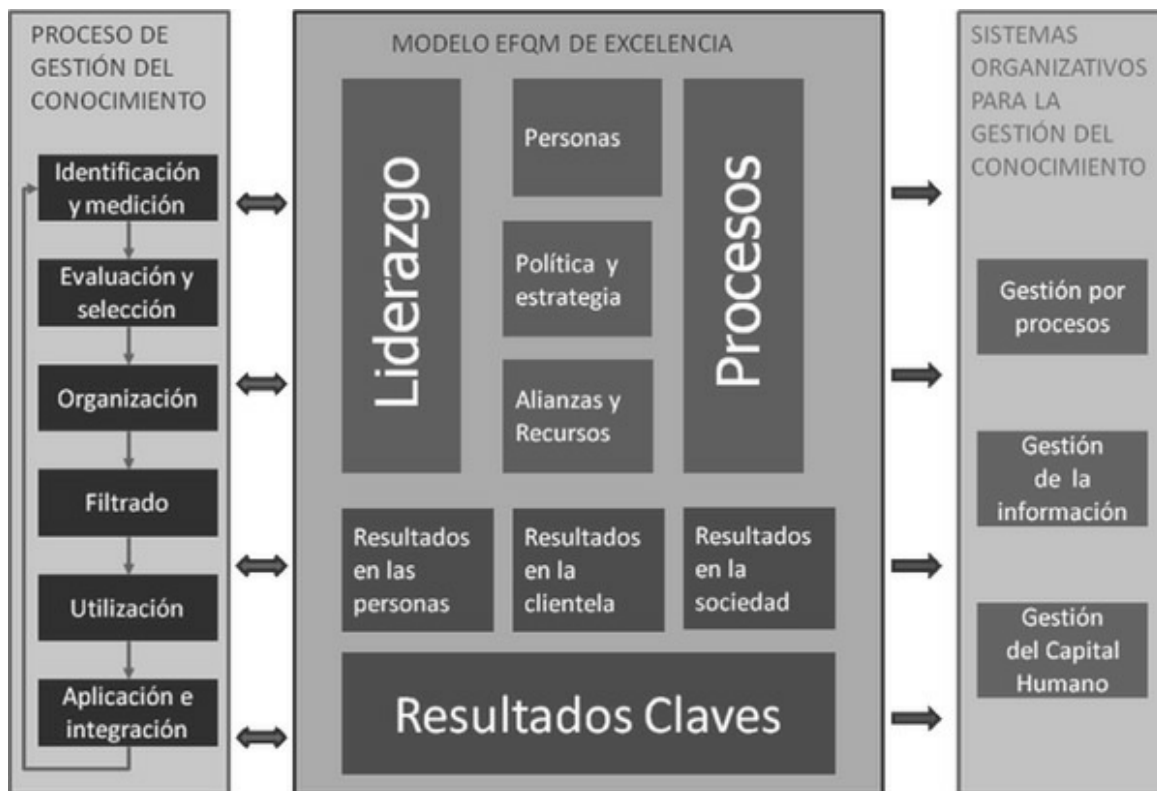 PROCESO DE
GESTIÓN DEL
CONOCIMIENTO
Identificación
y medición
Evaluación y
selección
Organización
Filtrado
Utilización
Aplicación e
integración
MODELO EFQM DE EXCELENCIA
Liderazgo
Personas
Política y
estrategia
Alianzas y
Recursos
Procesos
Resultados
en las
personas
Resultados
en la
clientela
Resultados
en la
sociedad
Resultados Claves
SISTEMAS
ORGANIZATIVOS
PARA LA
GESTIÓN DEL
CONOCIMIENTO
Gestión por
procesos
Gestión
de la
información
Gestión
del Capital
Humano